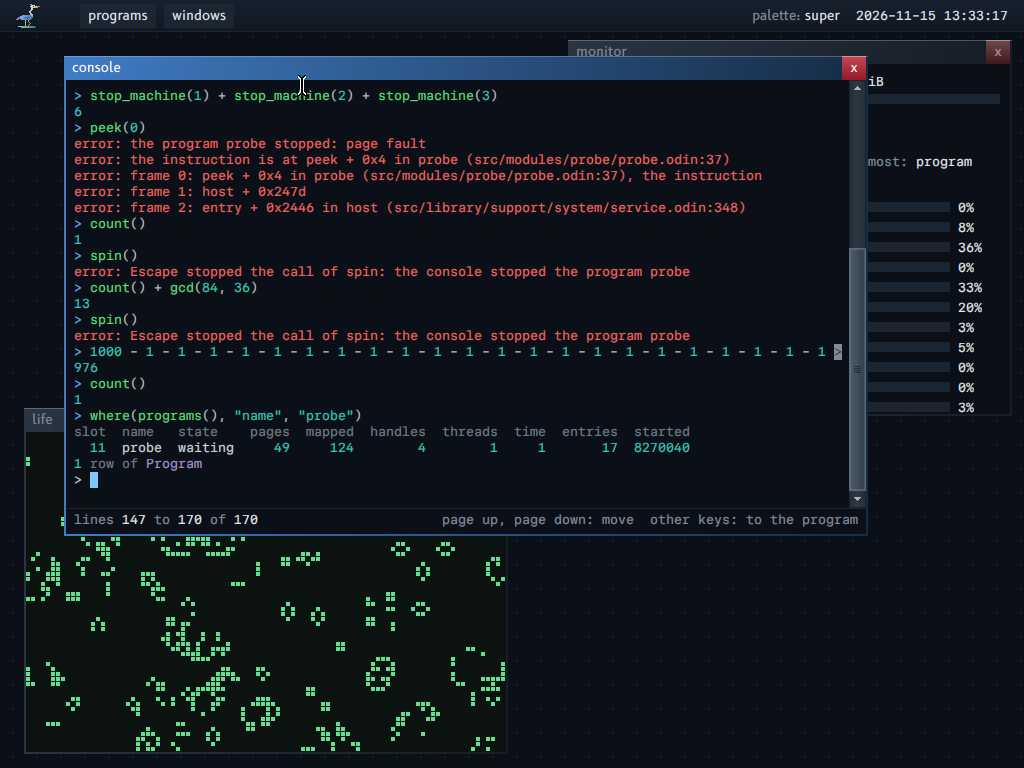 programs windows palette: super 2026-11-15 13:33:17
monitor x
console x
iB
> stop_machine(1) + stop_machine(2) + stop_machine(3)
6
> peek(0)
error: the program probe stopped: page fault
error: the instruction is at peek + 0x4 in probe (src/modules/probe/probe.odin:37)
most: program
error: frame 0: peek + 0x4 in probe (src/modules/probe/probe.odin:37), the instruction
error: frame 1: host + 0x247d
error: frame 2: entry + 0x2446 in host (src/library/support/system/service.odin:348)
0%
> count()
8%
1
36%
> spin()
error: Escape stopped the call of spin: the console stopped the program probe
0%
> count() + gcd(84, 36)
33%
13
20%
> spin()
3%
error: Escape stopped the call of spin: the console stopped the program probe
5%
> 1000 - 1 - 1 - 1 - 1 - 1 - 1 - 1 - 1 - 1 - 1 - 1 - 1 - 1 - 1 - 1 - 1 - 1 - 1 - 1 - 1 - 1 - 1 >
976
0%
> count()
0%
1
3%
> where(programs(), "name", "probe")
life
slot name state pages mapped handles threads time entries started
11 probe waiting 49 124 4 1 1 17 8270040
1 row of Program
>
lines 147 to 170 of 170 page up, page down: move other keys: to the program